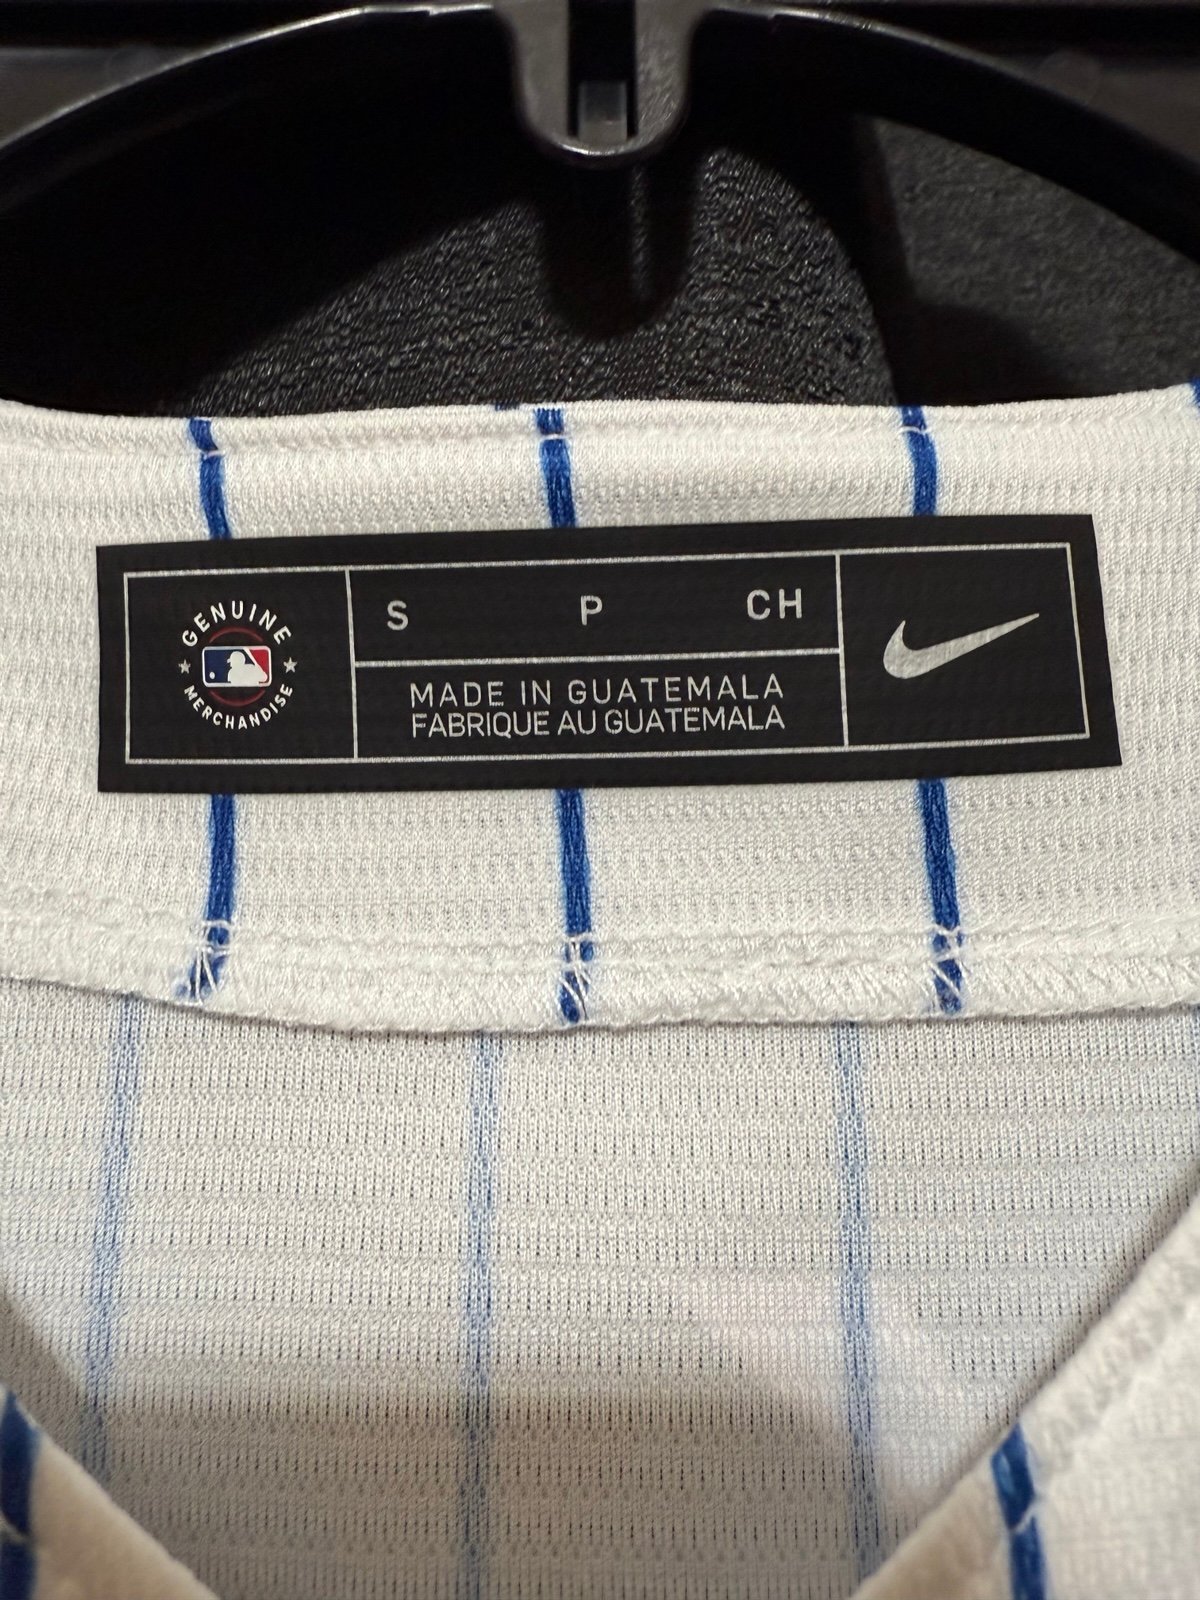 GENUINE
MERCHANDISE
S P CH
MADE IN GUATEMALA
FABRIQUE AU GUATEMALA